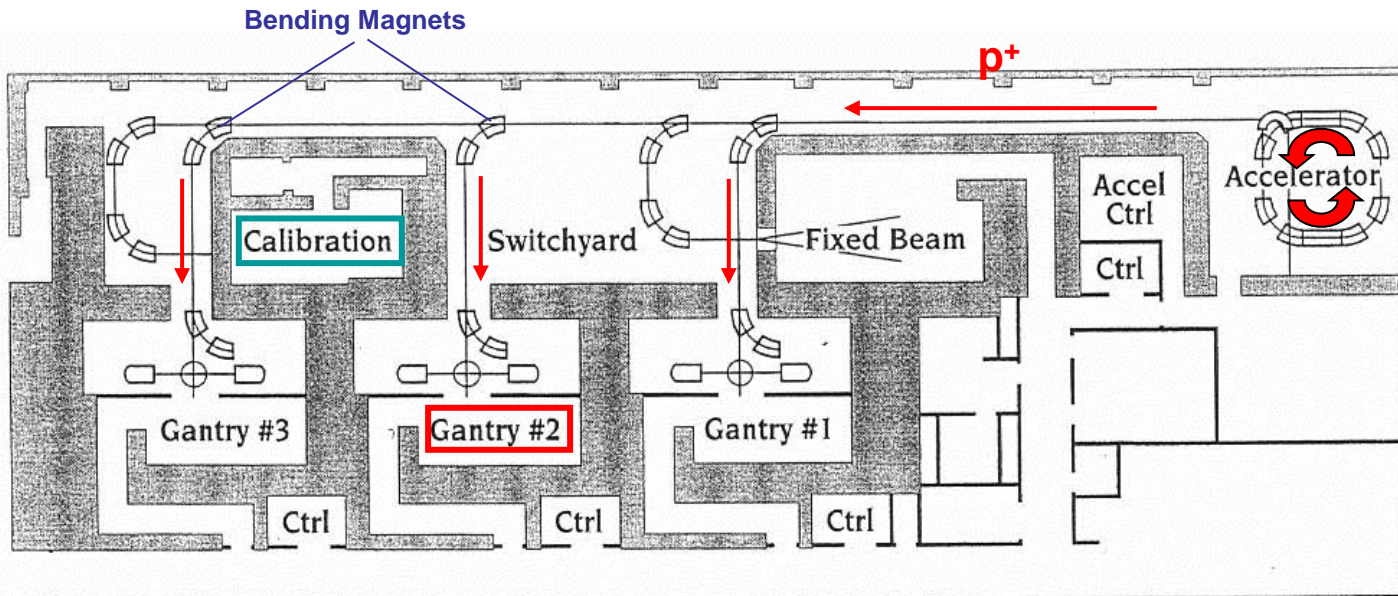 Bending Magnets
p+
Accel
Ctrl
Accelerator
Calibration
Switchyard
Fixed Beam
Ctrl
Gantry #3
Gantry #2
Gantry #1
Ctrl
Ctrl
Ctrl